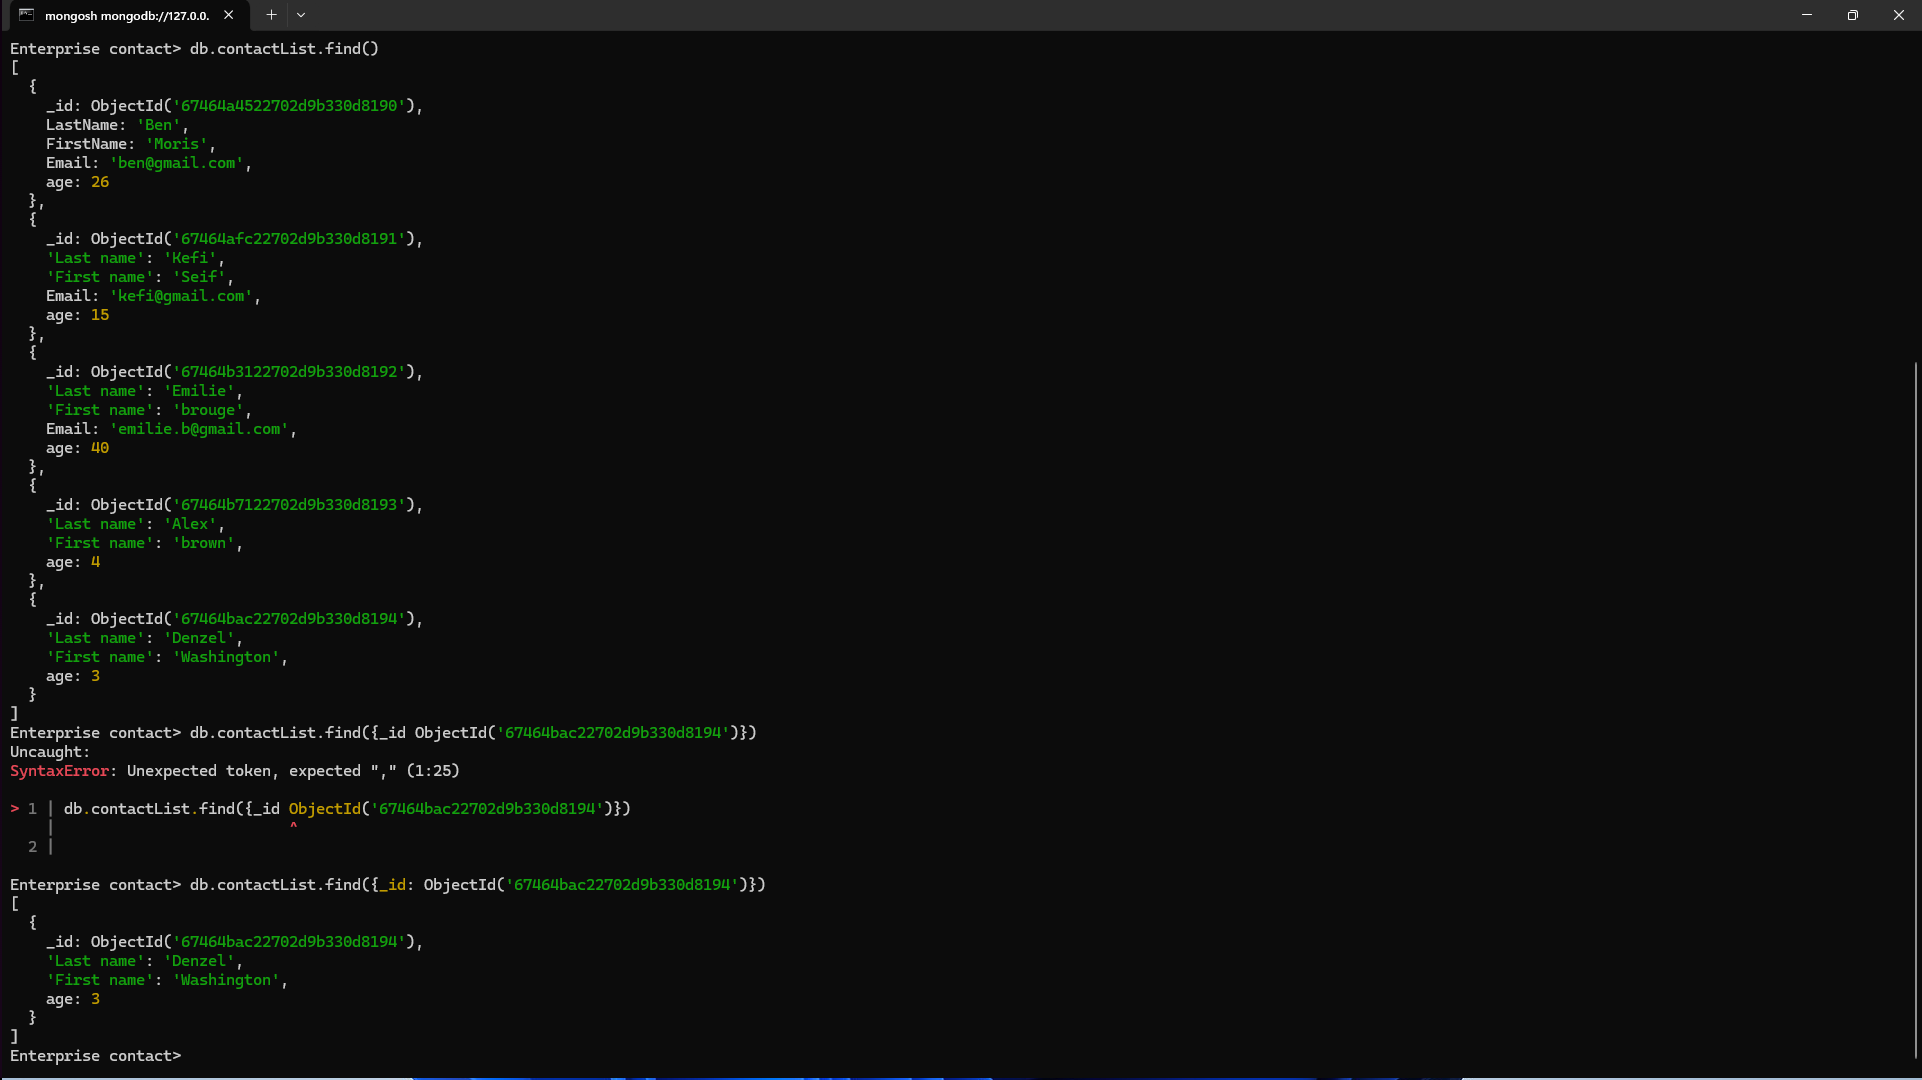 mongosh mongodb://127.0.0.
Enterprise contact> db.contactList.find()
[
  {
    _id: ObjectId('67464a4522702d9b330d8190'),
    LastName: 'Ben',
    FirstName: 'Moris',
    Email: 'ben@gmail.com',
    age: 26
  },
  {
    _id: ObjectId('67464afc22702d9b330d8191'),
    'Last name': 'Kefi',
    'First name': 'Seif',
    Email: 'kefi@gmail.com',
    age: 15
  },
  {
    _id: ObjectId('67464b3122702d9b330d8192'),
    'Last name': 'Emilie',
    'First name': 'brouge',
    Email: 'emilie.b@gmail.com',
    age: 40
  },
  {
    _id: ObjectId('67464b7122702d9b330d8193'),
    'Last name': 'Alex',
    'First name': 'brown',
    age: 4
  },
  {
    _id: ObjectId('67464bac22702d9b330d8194'),
    'Last name': 'Denzel',
    'First name': 'Washington',
    age: 3
  }
]
Enterprise contact> db.contactList.find({_id ObjectId('67464bac22702d9b330d8194')})
Uncaught:
SyntaxError: Unexpected token, expected "," (1:25)
> 1 | db.contactList.find({_id ObjectId('67464bac22702d9b330d8194')})
    |                          ^
  2 |
Enterprise contact> db.contactList.find({_id: ObjectId('67464bac22702d9b330d8194')})
[
  {
    _id: ObjectId('67464bac22702d9b330d8194'),
    'Last name': 'Denzel',
    'First name': 'Washington',
    age: 3
  }
]
Enterprise contact>